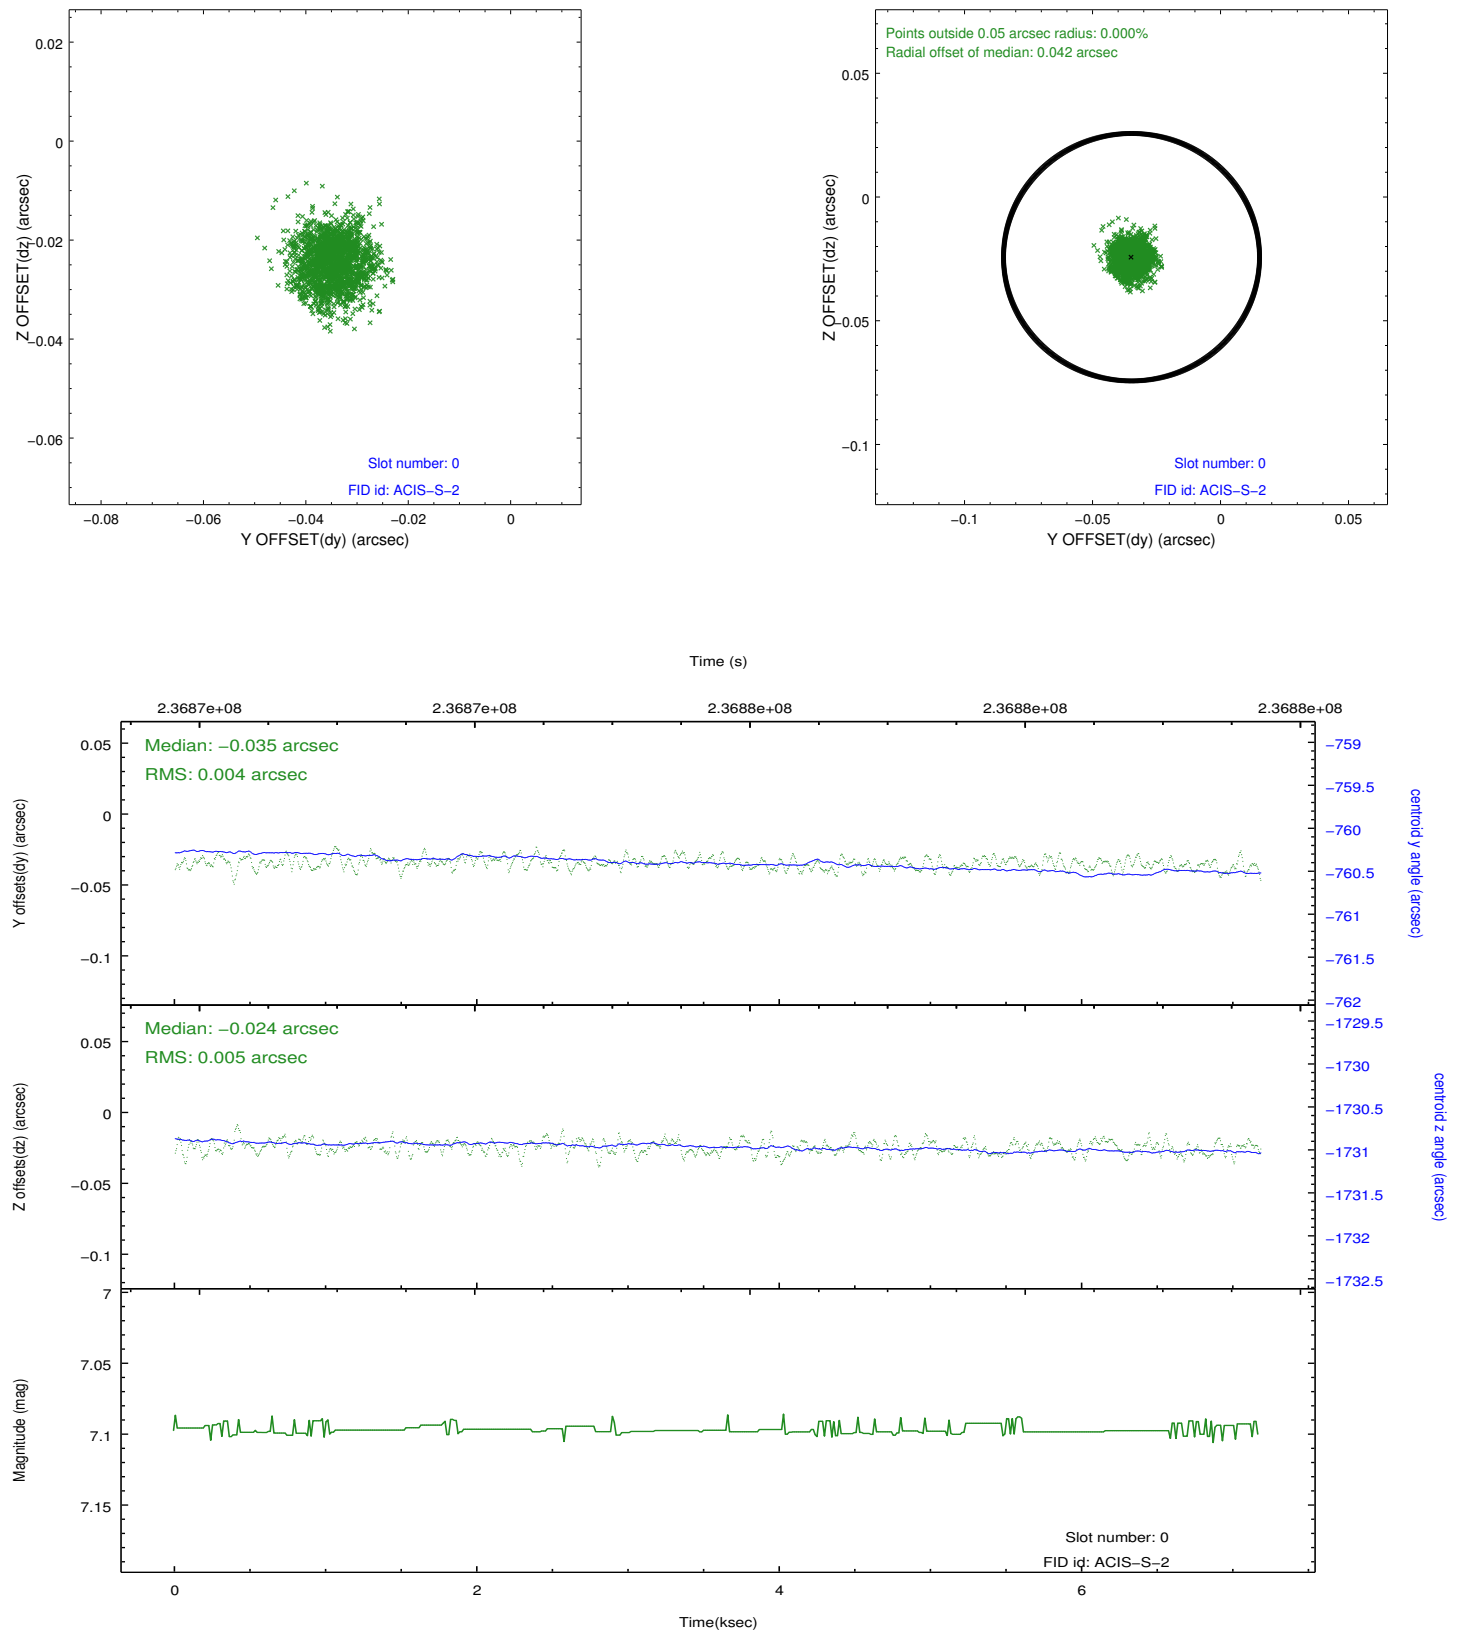 0.02
0
−0.02
−0.04
−0.06
Z OFFSET(dz) (arcsec)
Slot number: 0
FID id: ACIS−S−2
−0.08
−0.06
−0.04
−0.02
0
Y OFFSET(dy) (arcsec)
Points outside 0.05 arcsec radius: 0.000%
Radial offset of median: 0.042 arcsec
0.05
0
−0.05
−0.1
Z OFFSET(dz) (arcsec)
Slot number: 0
FID id: ACIS−S−2
−0.1
−0.05
0
0.05
Y OFFSET(dy) (arcsec)
Time (s)
2.3687e+08
2.3687e+08
2.3688e+08
2.3688e+08
2.3688e+08
Median: −0.035 arcsec
RMS: 0.004 arcsec
0.05
0
−0.05
−0.1
Y offsets(dy) (arcsec)
−759
−759.5
−760
−760.5
−761
−761.5
−762
centroid y angle (arcsec)
Median: −0.024 arcsec
RMS: 0.005 arcsec
0.05
0
−0.05
−0.1
Z offsets(dz) (arcsec)
−1729.5
−1730
−1730.5
−1731
−1731.5
−1732
−1732.5
centroid z angle (arcsec)
7
7.05
7.1
7.15
Magnitude (mag)
Slot number: 0
FID id: ACIS−S−2
0
2
4
6
Time(ksec)